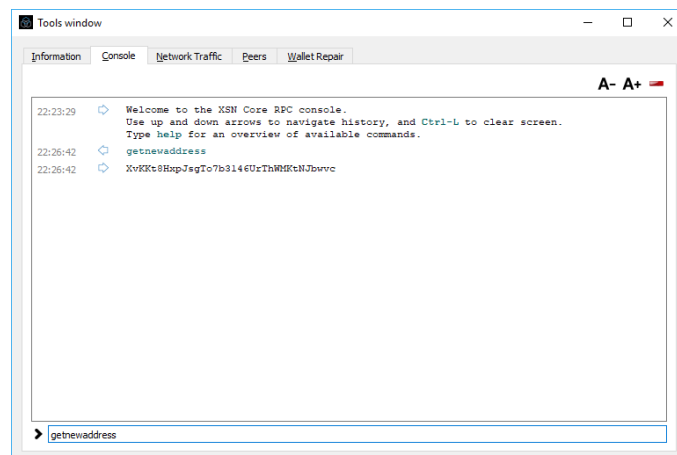 Tools window
Information Console Network Traffic Peers Wallet Repair
A- A+
22:23:29 Welcome to the XSN Core RPC console.
Use up and down arrows to navigate history, and Ctrl-L to clear screen.
Type help for an overview of available commands.
22:26:42 getnewaddress
22:26:42 XvKKt8HxpJsgTo7b3146UrThWMKtNJbwvc
getnewaddress